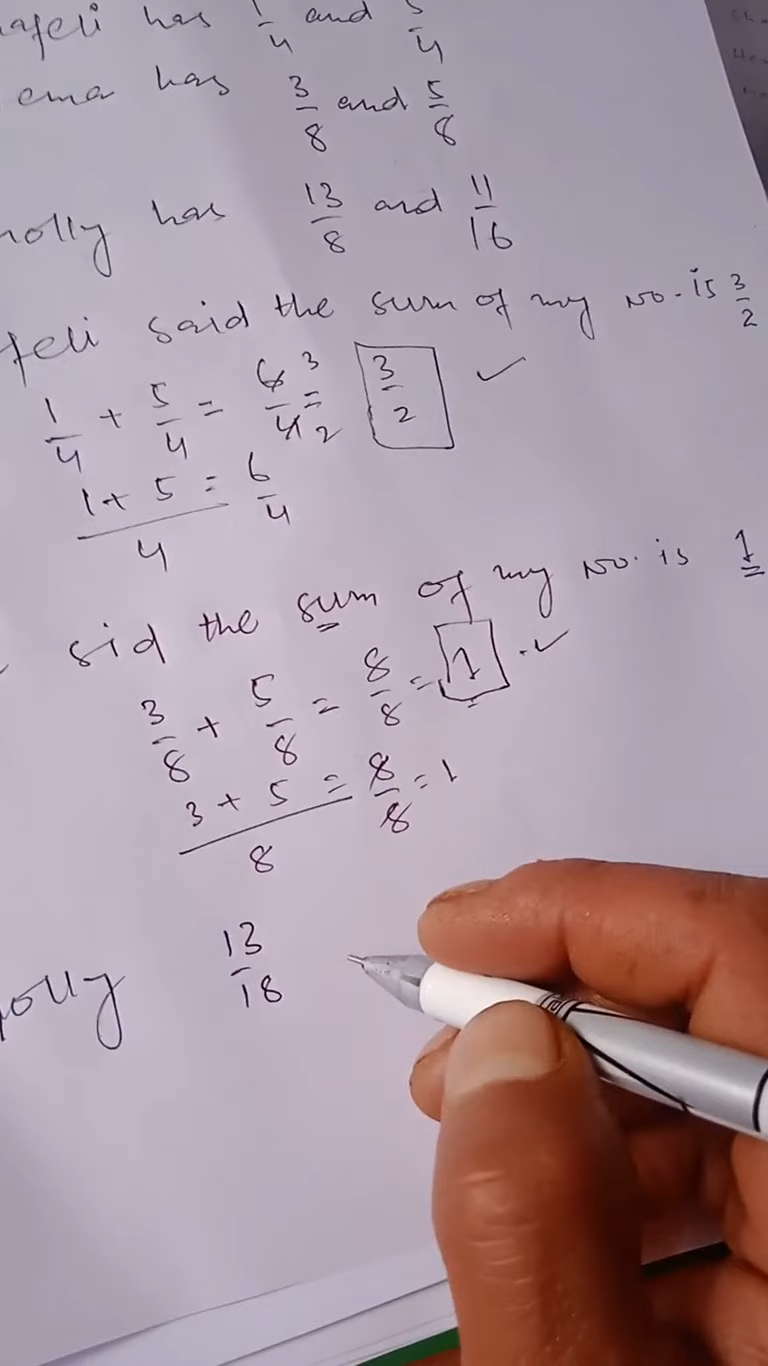 afeli has 1/4 and 5/4
ema has 3/8 and 5/8
holly has 13/8 and 11/16
feli said the sum of my no. is 3/2
1/4 + 5/4 = 6/4 3 2 = 3/2 ✓
1 + 5 / 4 = 6/4
sid the sum of my no. is 1
3/8 + 5/8 = 8/8 = 1 ✓
3 + 5 / 8 = 8/8 = 1
olly 13/18